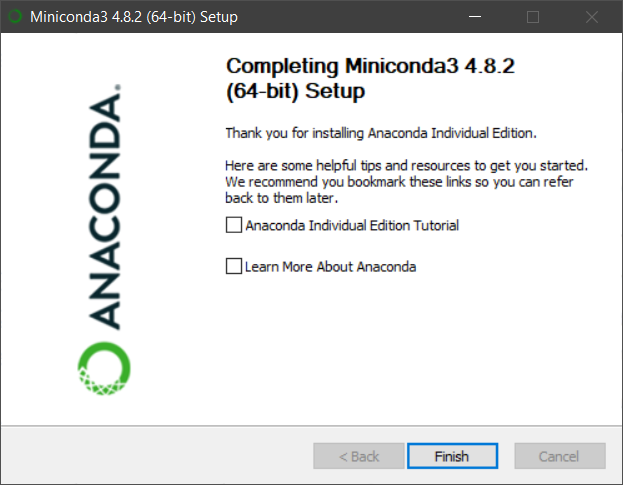 Miniconda3 4.8.2 (64-bit) Setup
Completing Miniconda3 4.8.2
(64-bit) Setup
Thank you for installing Anaconda Individual Edition.
Here are some helpful tips and resources to get you started.
We recommend you bookmark these links so you can refer
back to them later.
Anaconda Individual Edition Tutorial
Learn More About Anaconda
ANACONDA.
< Back
Finish
Cancel